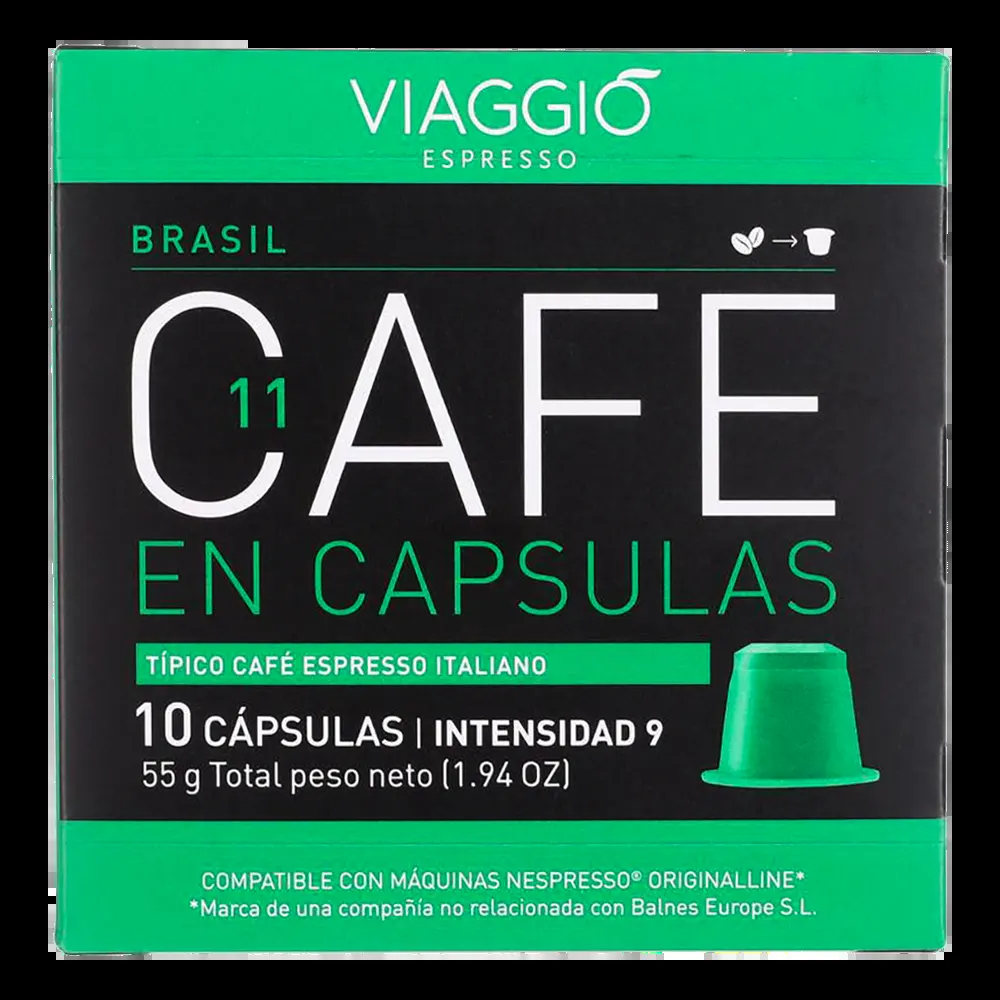 VIAGGIÓ
ESPRESSO
BRASIL
CAFÉ
11
EN CAPSULAS
TÍPICO CAFÉ ESPRESSO ITALIANO
10 CÁPSULAS | INTENSIDAD 9
55 g Total peso neto (1.94 OZ)
COMPATIBLE CON MÁQUINAS NESPRESSO® ORIGINALLINE*
*Marca de una compañía no relacionada con Balnes Europe S.L.